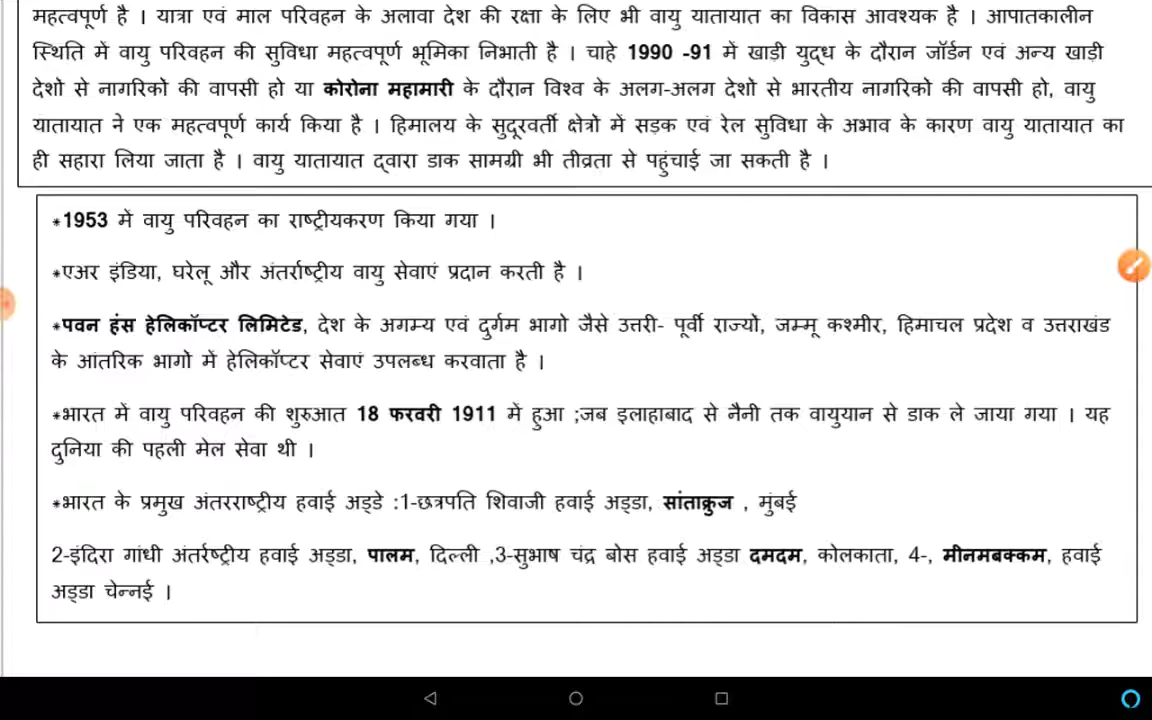 महत्वपूर्ण है । यात्रा एवं माल परिवहन के अलावा देश की रक्षा के लिए भी वायु यातायात का विकास आवश्यक है । आपातकालीन
स्थिति में वायु परिवहन की सुविधा महत्वपूर्ण भूमिका निभाती है । चाहे 1990 -91 में खाड़ी युद्ध के दौरान जॉर्डन एवं अन्य खाड़ी
देशों से नागरिकों की वापसी हो या कोरोना महामारी के दौरान विश्व के अलग-अलग देशों से भारतीय नागरिकों की वापसी हो, वायु
यातायात ने एक महत्वपूर्ण कार्य किया है । हिमालय के सुदूरवर्ती क्षेत्रों में सड़क एवं रेल सुविधा के अभाव के कारण वायु यातायात का
ही सहारा लिया जाता है । वायु यातायात द्वारा डाक सामग्री भी तीव्रता से पहुंचाई जा सकती है ।
*1953 में वायु परिवहन का राष्ट्रीयकरण किया गया ।
*एअर इंडिया, घरेलू और अंतर्राष्ट्रीय वायु सेवाएं प्रदान करती है ।
*पवन हंस हेलिकॉप्टर लिमिटेड, देश के अगम्य एवं दुर्गम भागो जैसे उत्तरी- पूर्वी राज्यों, जम्मू कश्मीर, हिमाचल प्रदेश व उत्तराखंड
के आंतरिक भागों में हेलिकॉप्टर सेवाएं उपलब्ध करवाता है ।
*भारत में वायु परिवहन की शुरुआत 18 फरवरी 1911 में हुआ ;जब इलाहाबाद से नैनी तक वायुयान से डाक ले जाया गया । यह
दुनिया की पहली मेल सेवा थी ।
*भारत के प्रमुख अंतरराष्ट्रीय हवाई अड्डे :1-छत्रपति शिवाजी हवाई अड्डा, सांताक्रुज , मुंबई
2-इंदिरा गांधी अंतर्रष्ट्रीय हवाई अड्डा, पालम, दिल्ली ,3-सुभाष चंद्र बोस हवाई अड्डा दमदम, कोलकाता, 4-, मीनमबक्कम, हवाई
अड्डा चेन्नई ।